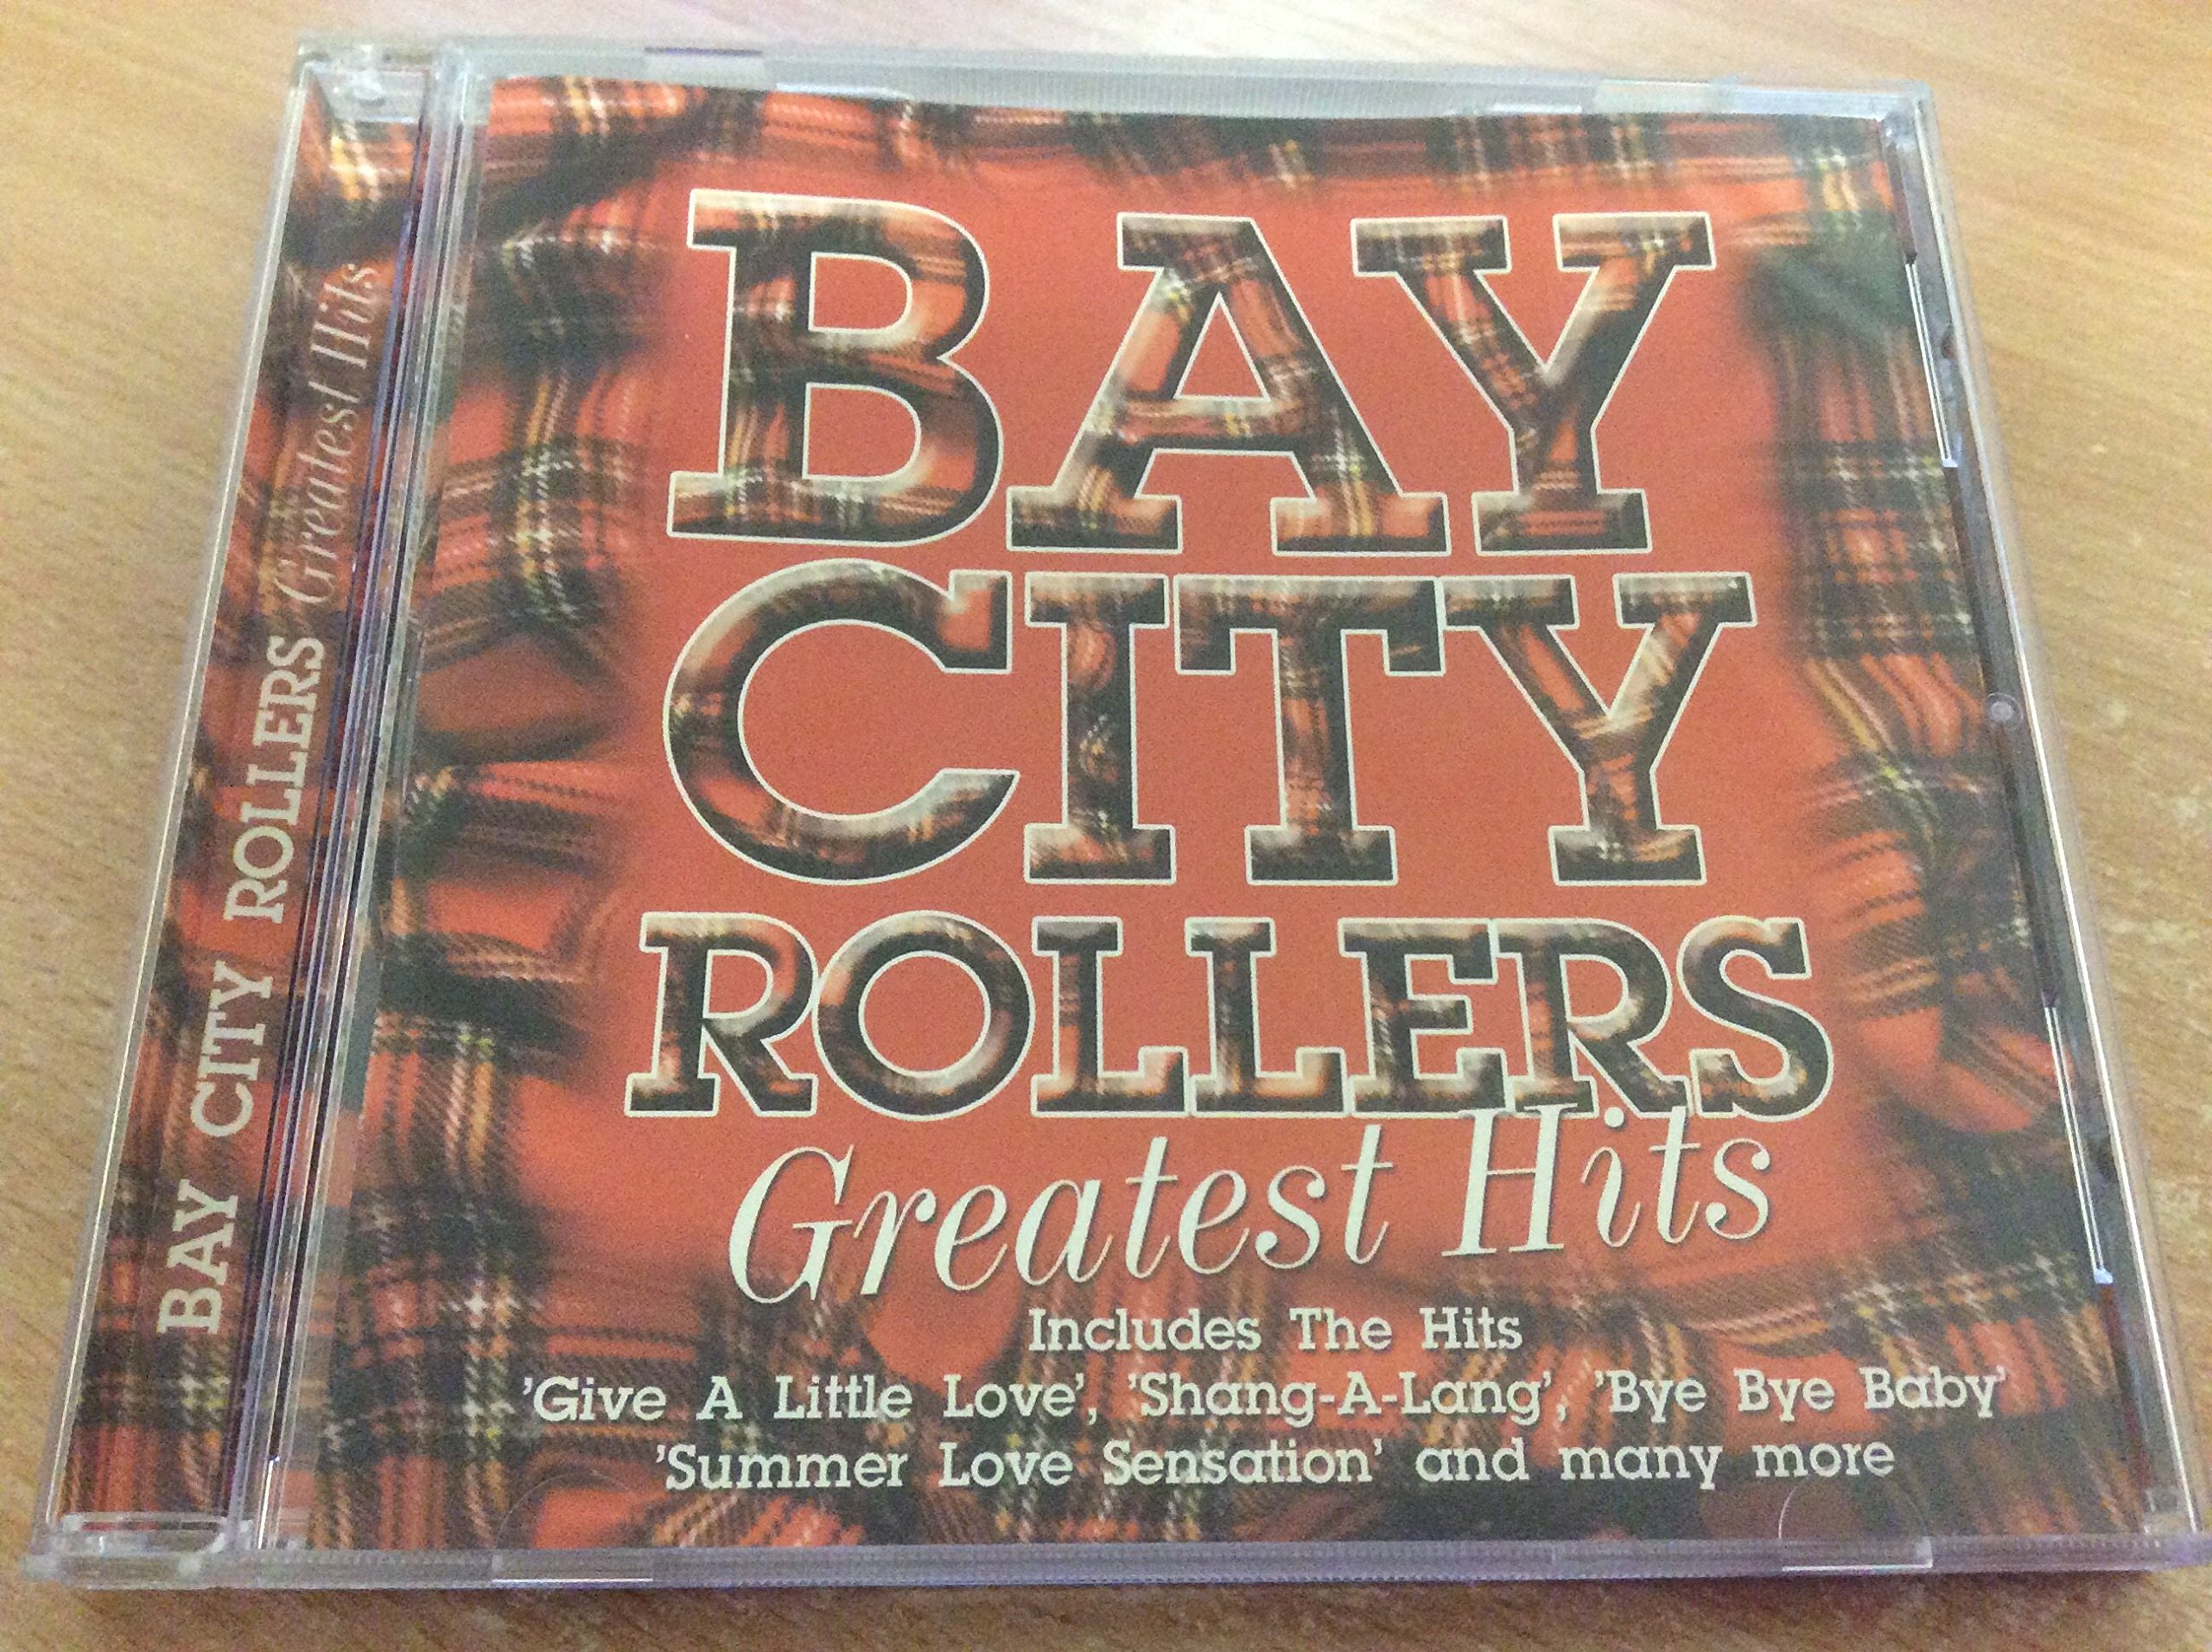 BAY CITY ROLLERS Greatest Hits
BAY
CITY
ROLLERS
Greatest Hits
Includes The Hits
'Give A Little Love', 'Shang-A-Lang', 'Bye Bye Baby'
'Summer Love Sensation' and many more